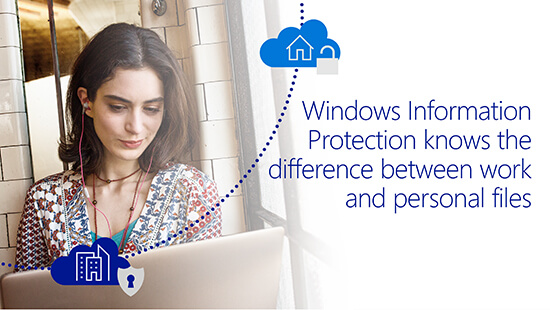 Windows Information
Protection knows the
difference between work
and personal files